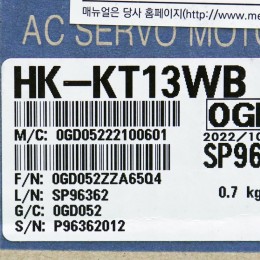 매뉴얼은 당사 홈페이지(http://www.me
AC SERVO MOTO
HK-KT13WB
M/C: 0GD05222100601
0GD
2022/10
SP96
F/N: 0GD052ZZA65Q4
L/N: SP96362
0.7 kg
G/C: 0GD052
S/N: P96362012